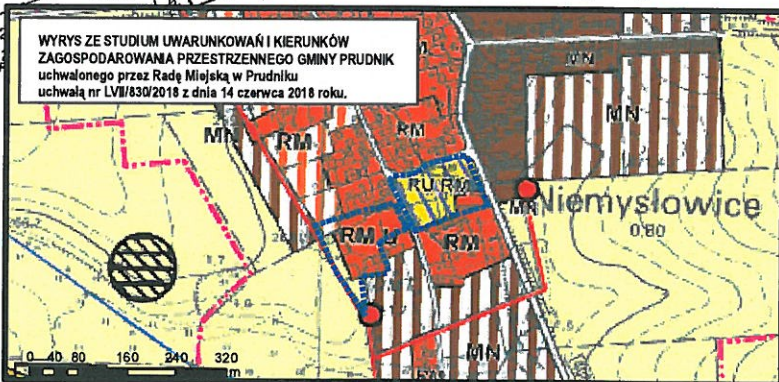 WYRYS ZE STUDIUM UWARUNKOWAŃ I KIERUNKÓW
ZAGOSPODAROWANIA PRZESTRZENNEGO GMINY PRUDNIK
uchwalonego przez Radę Miejską w Prudniku
uchwałą nr LVII/830/2018 z dnia 14 czerwca 2018 roku.
MN
MN
RM
RM
MN
RU RM
MR
Niemysłowice
0,80
RM U
RM
MN
0 40 80 160 240 320
m